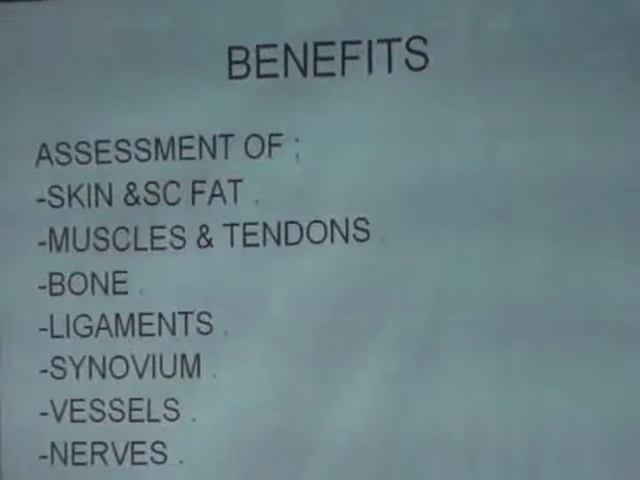 BENEFITS
ASSESSMENT OF ;
-SKIN &SC FAT .
-MUSCLES & TENDONS .
-BONE .
-LIGAMENTS .
-SYNOVIUM .
-VESSELS .
-NERVES .